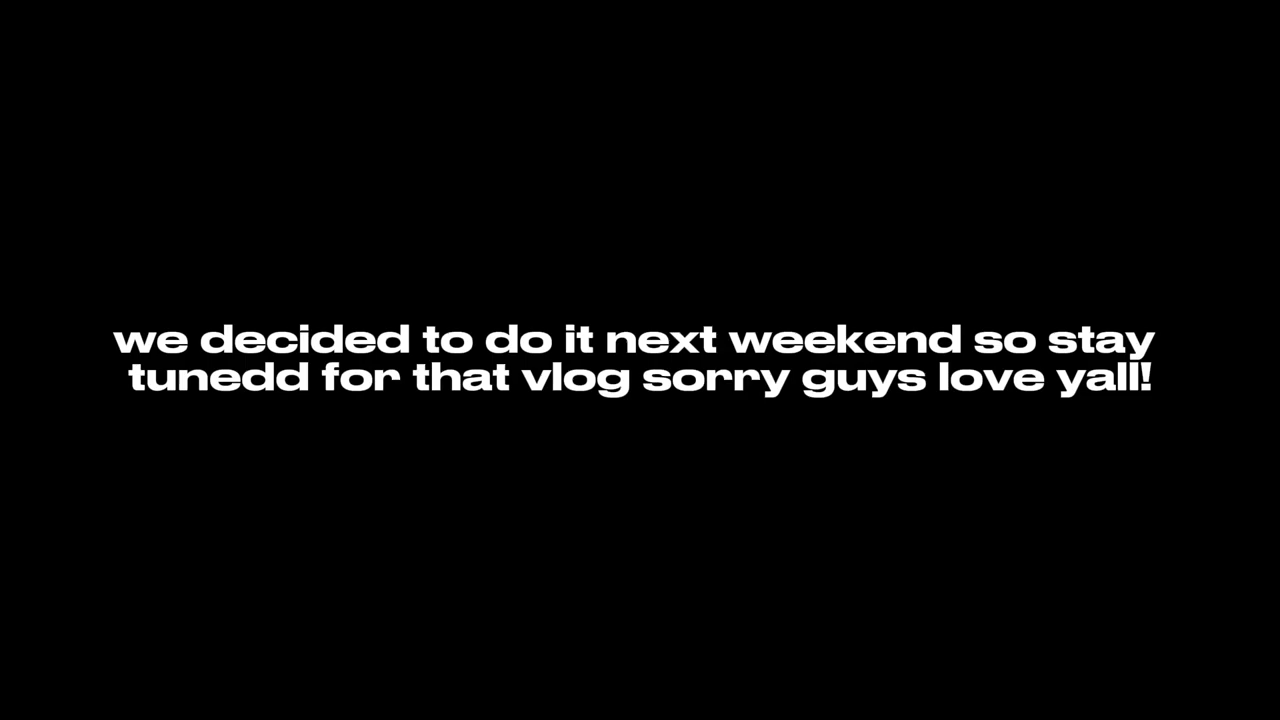 we decided to do it next weekend so stay
tunedd for that vlog sorry guys love yall!